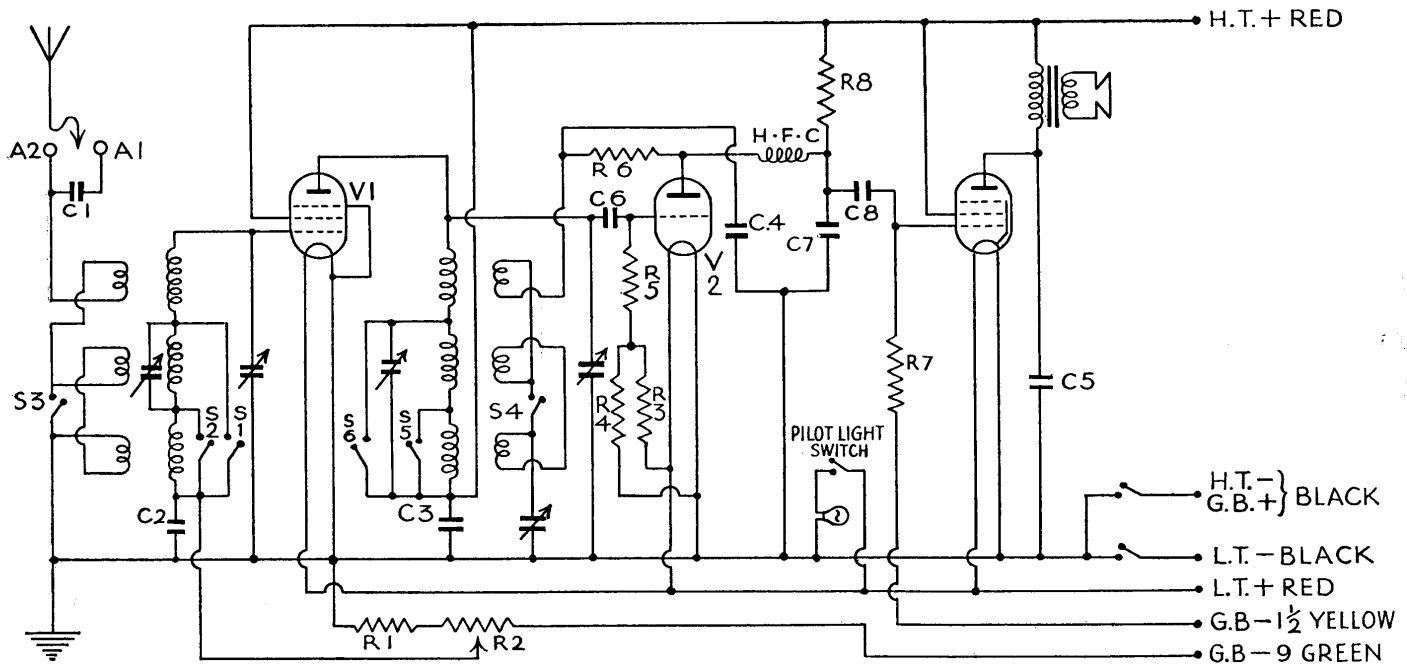 H.T.+ RED
R8
H.F.C
A2
A1
C1
V1
R6
C6
C8
C.4
C7
V
2
R
5
R7
S3
S
2
S
1
S
6
S
5
S4
R
4
R
3
C5
PILOT LIGHT
SWITCH
C2
C3
H.T.-
G.B.+} BLACK
L.T.-BLACK
L.T.+ RED
R1
R2
G.B-1½ YELLOW
G.B-9 GREEN